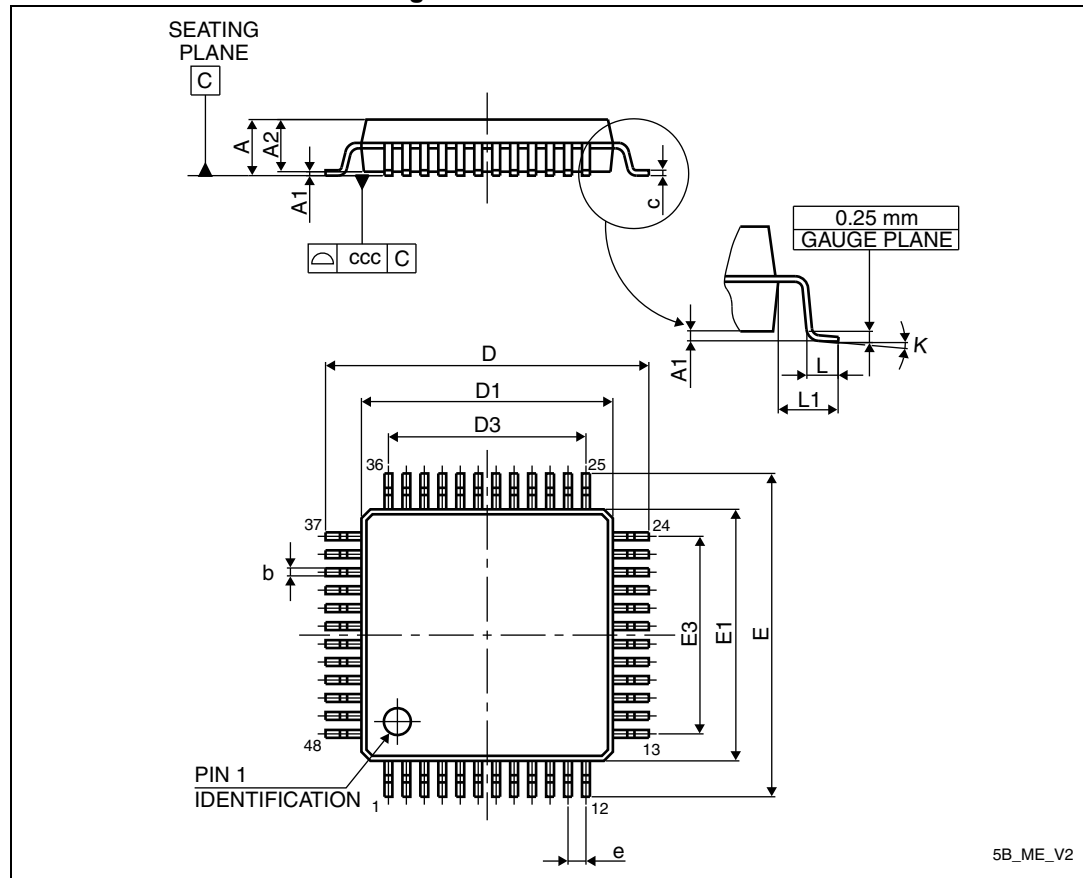 SEATING
PLANE
C
A
A2
A1
c
ccc C
0.25 mm
GAUGE PLANE
A1
K
L
L1
D
D1
D3
36
25
37
24
b
E3
E1
E
48
13
PIN 1
IDENTIFICATION
1
12
e
5B_ME_V2